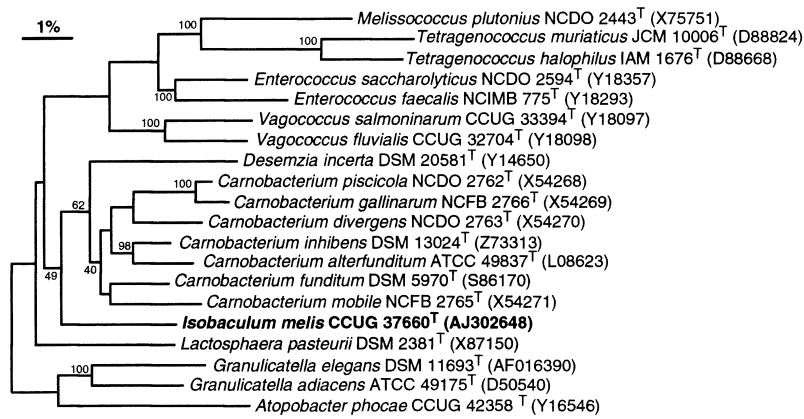 1%
100
Melissococcus plutonius NCDO 2443T (X75751)
100
Tetragenococcus muriaticus JCM 10006T (D88824)
Tetragenococcus halophilus IAM 1676T (D88668)
Enterococcus saccharolyticus NCDO 2594T (Y18357)
100
Enterococcus faecalis NCIMB 775T (Y18293)
Vagococcus salmoninarum CCUG 33394T (Y18097)
100
Vagococcus fluvialis CCUG 32704T (Y18098)
Desemzia incerta DSM 20581T (Y14650)
100
Carnobacterium piscicola NCDO 2762T (X54268)
Carnobacterium gallinarum NCFB 2766T (X54269)
62
Carnobacterium divergens NCDO 2763T (X54270)
Carnobacterium inhibens DSM 13024T (Z73313)
98
Carnobacterium alterfunditum ATCC 49837T (L08623)
40
49
Carnobacterium funditum DSM 5970T (S86170)
Carnobacterium mobile NCFB 2765T (X54271)
Isobaculum melis CCUG 37660T (AJ302648)
Lactosphaera pasteurii DSM 2381T (X87150)
100
Granulicatella elegans DSM 11693T (AF016390)
Granulicatella adiacens ATCC 49175T (D50540)
Atopobacter phocae CCUG 42358 T (Y16546)